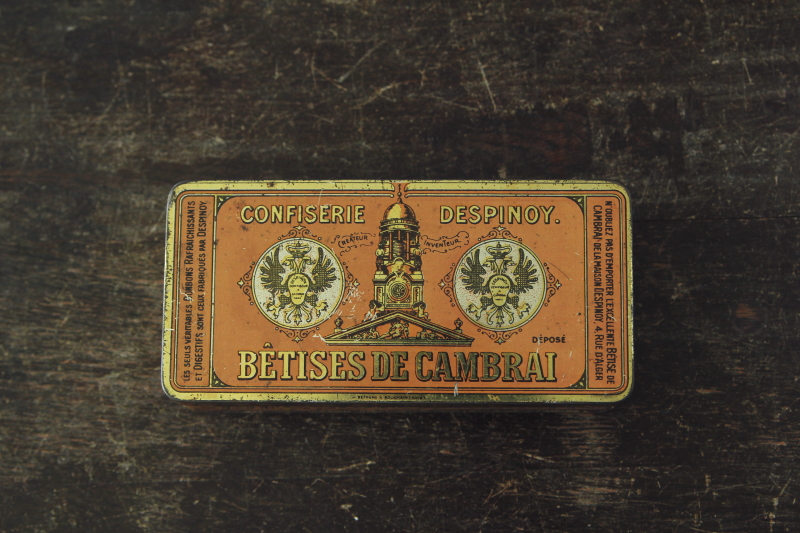 CONFISERIE DESPINOY.
CRÉATEUR INVENTEUR
DÉPOSÉ
BÊTISES DE CAMBRAI
LES SEULS VÉRITABLES BONBONS RAFRAICHISSANTS
ET DIGESTIFS SONT CEUX FABRIQUÉS PAR DESPINOY.
N'OUBLIEZ PAS D'EMPORTER L'EXCELLENTE BÊTISE DE
CAMBRAI DE LA MAISON DESPINOY, 4, RUE D'ALGER